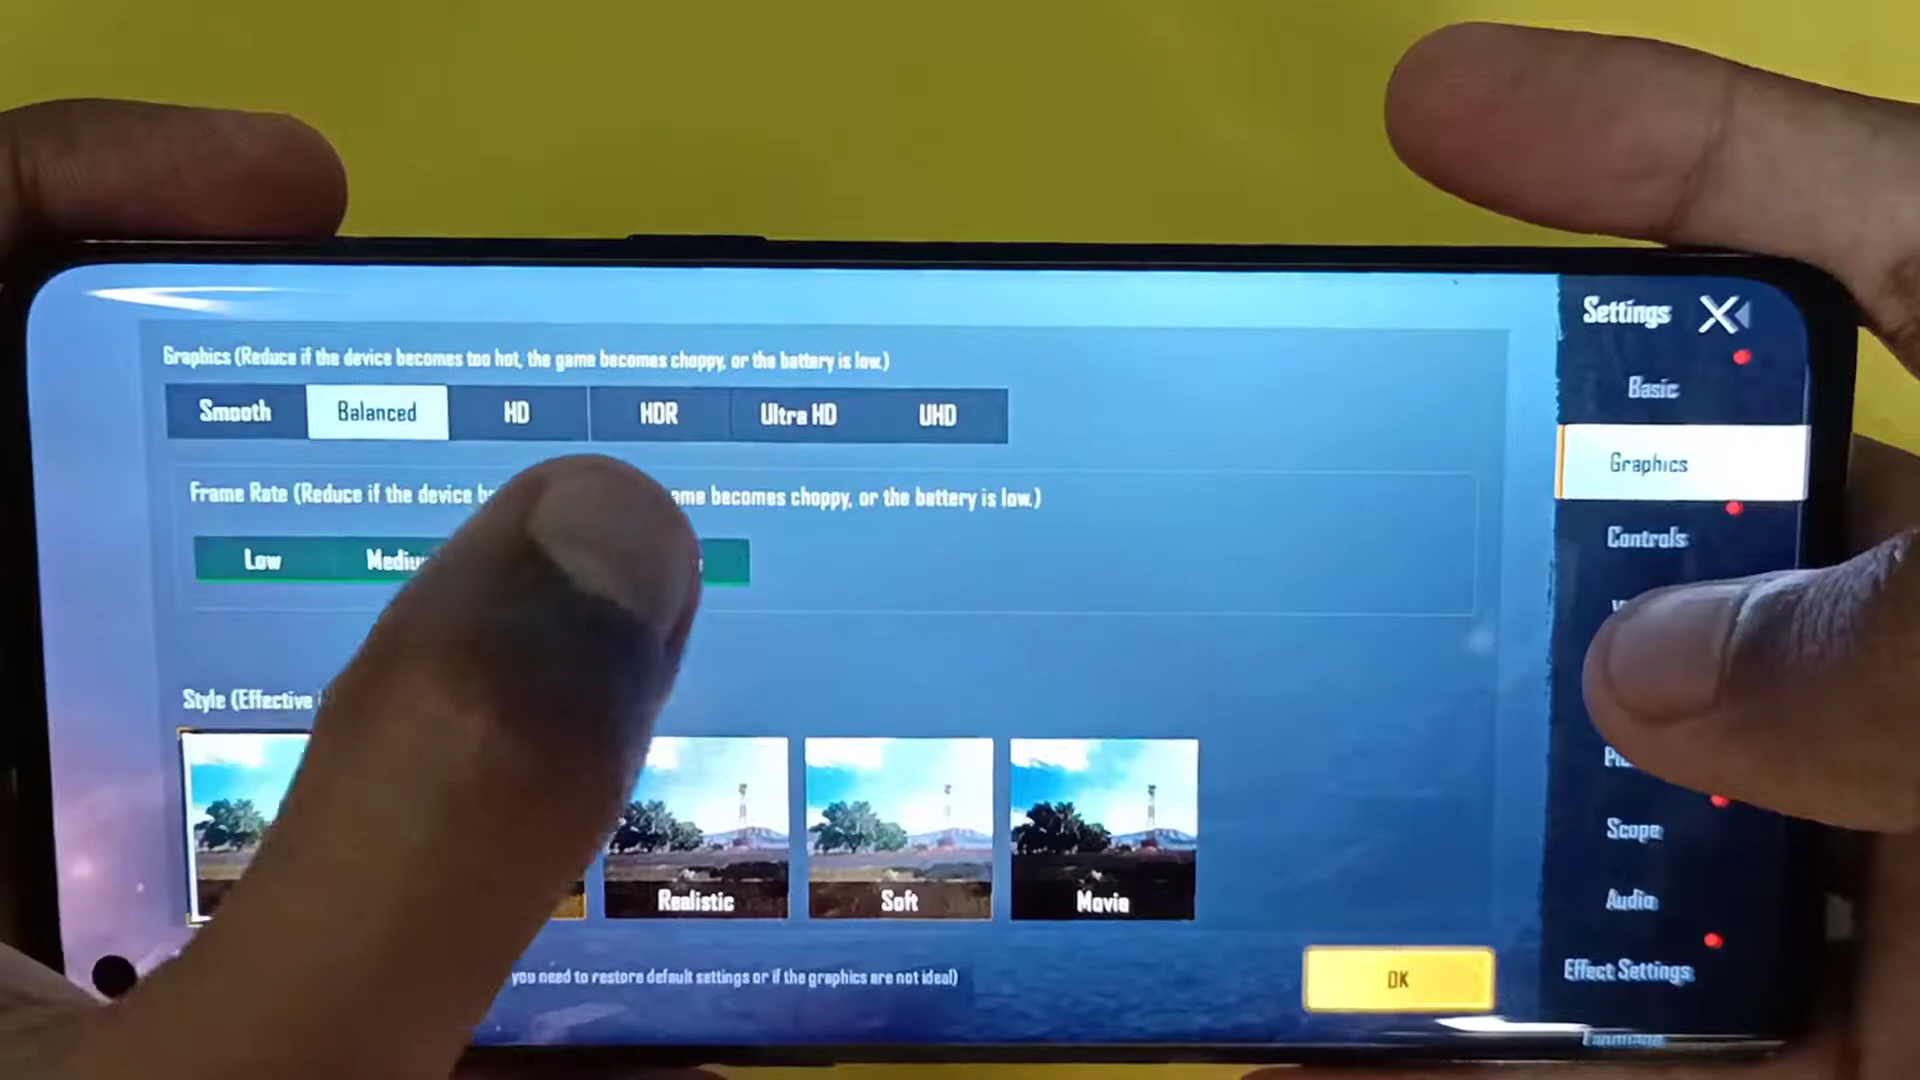 Settings
Graphics (Reduce if the device becomes too hot, the game becomes choppy, or the battery is low.)
Basic
Smooth Balanced HD HDR Ultra HD UHD
Graphics
Frame Rate (Reduce if the device becomes choppy, or the battery is low.)
Controls
Low
Style (Effective
Scope
Realistic Soft Movie
Audio
you need to restore default settings or if the graphics are not ideal)
OK
Effect Settings
Language